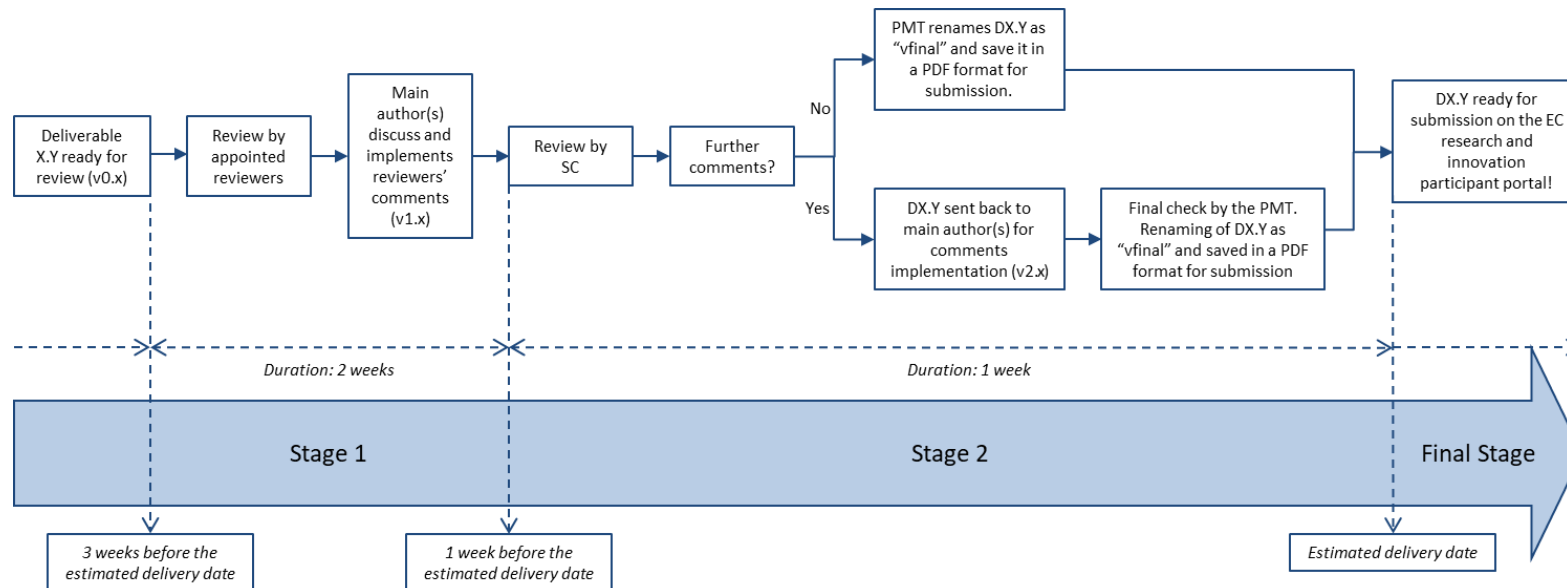 Deliverable
X.Y ready for
review (v0.x)
Review by
appointed
reviewers
Main
author(s)
discuss and
implements
reviewers'
comments
(v1.x)
Review by
SC
Further
comments?
No
Yes
PMT renames DX.Y as
“vfinal” and save it in
a PDF format for
submission.
DX.Y sent back to
main author(s) for
comments
implementation (v2.x)
Final check by the PMT.
Renaming of DX.Y as
“vfinal” and saved in a PDF
format for submission
DX.Y ready for
submission on the EC
research and
innovation
participant portal!
Duration: 2 weeks
Duration: 1 week
Stage 1
Stage 2
Final Stage
3 weeks before the
estimated delivery date
1 week before the
estimated delivery date
Estimated delivery date